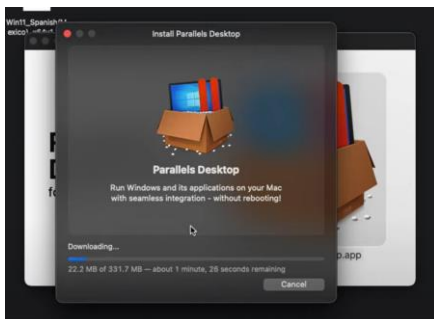 Win11_Spanish(M
Install Parallels Desktop
Parallels Desktop
Run Windows and its applications on your Mac
with seamless integration - without rebooting!
Downloading...
22.2 MB of 331.7 MB — about 1 minute, 28 seconds remaining
Cancel
p.app